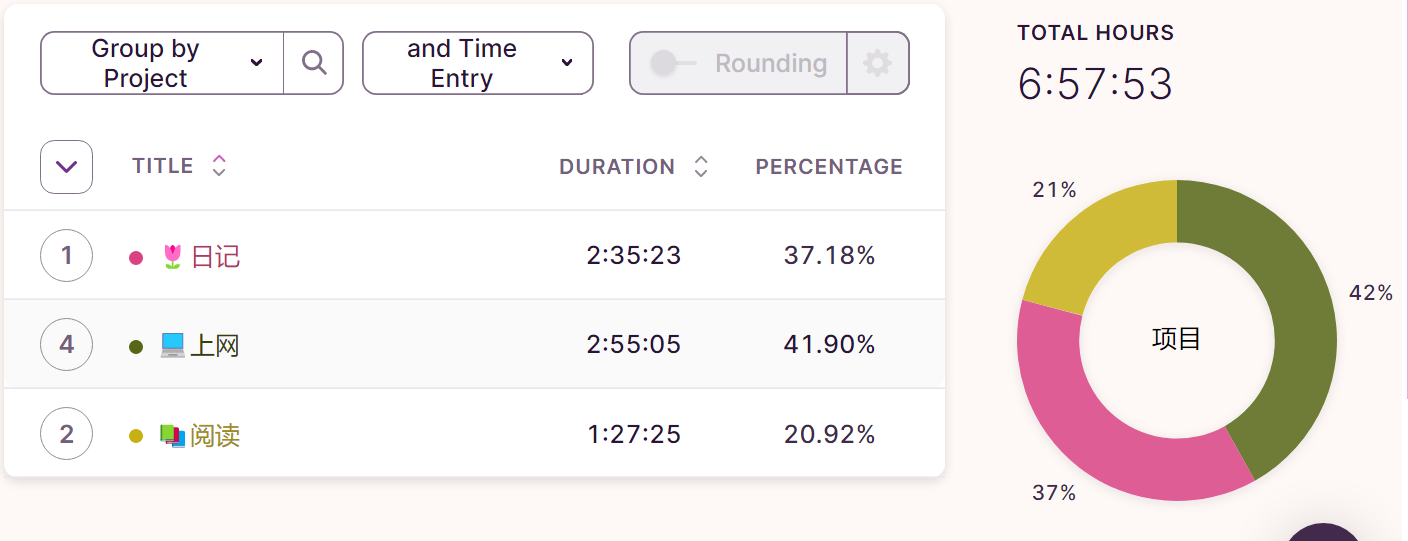 Group by
Project
and Time
Entry
Rounding
TITLE
DURATION
PERCENTAGE
1
日记
2:35:23
37.18%
4
上网
2:55:05
41.90%
2
阅读
1:27:25
20.92%
TOTAL HOURS
6:57:53
21%
42%
项目
37%